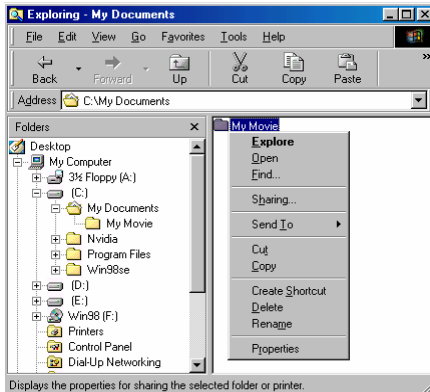 Exploring - My Documents
File Edit View Go Favorites Tools Help
Back Forward Up Cut Copy Paste »
Address C:\My Documents
Folders
Desktop
My Computer
3½ Floppy (A:)
(C:)
My Documents
My Movie
Nvidia
Program Files
Win98se
(D:)
(E:)
Win98 (F:)
Printers
Control Panel
Dial-Up Networking
My Movie
Explore
Open
Find...
Sharing...
Send To
Cut
Copy
Create Shortcut
Delete
Rename
Properties
Displays the properties for sharing the selected folder or printer.